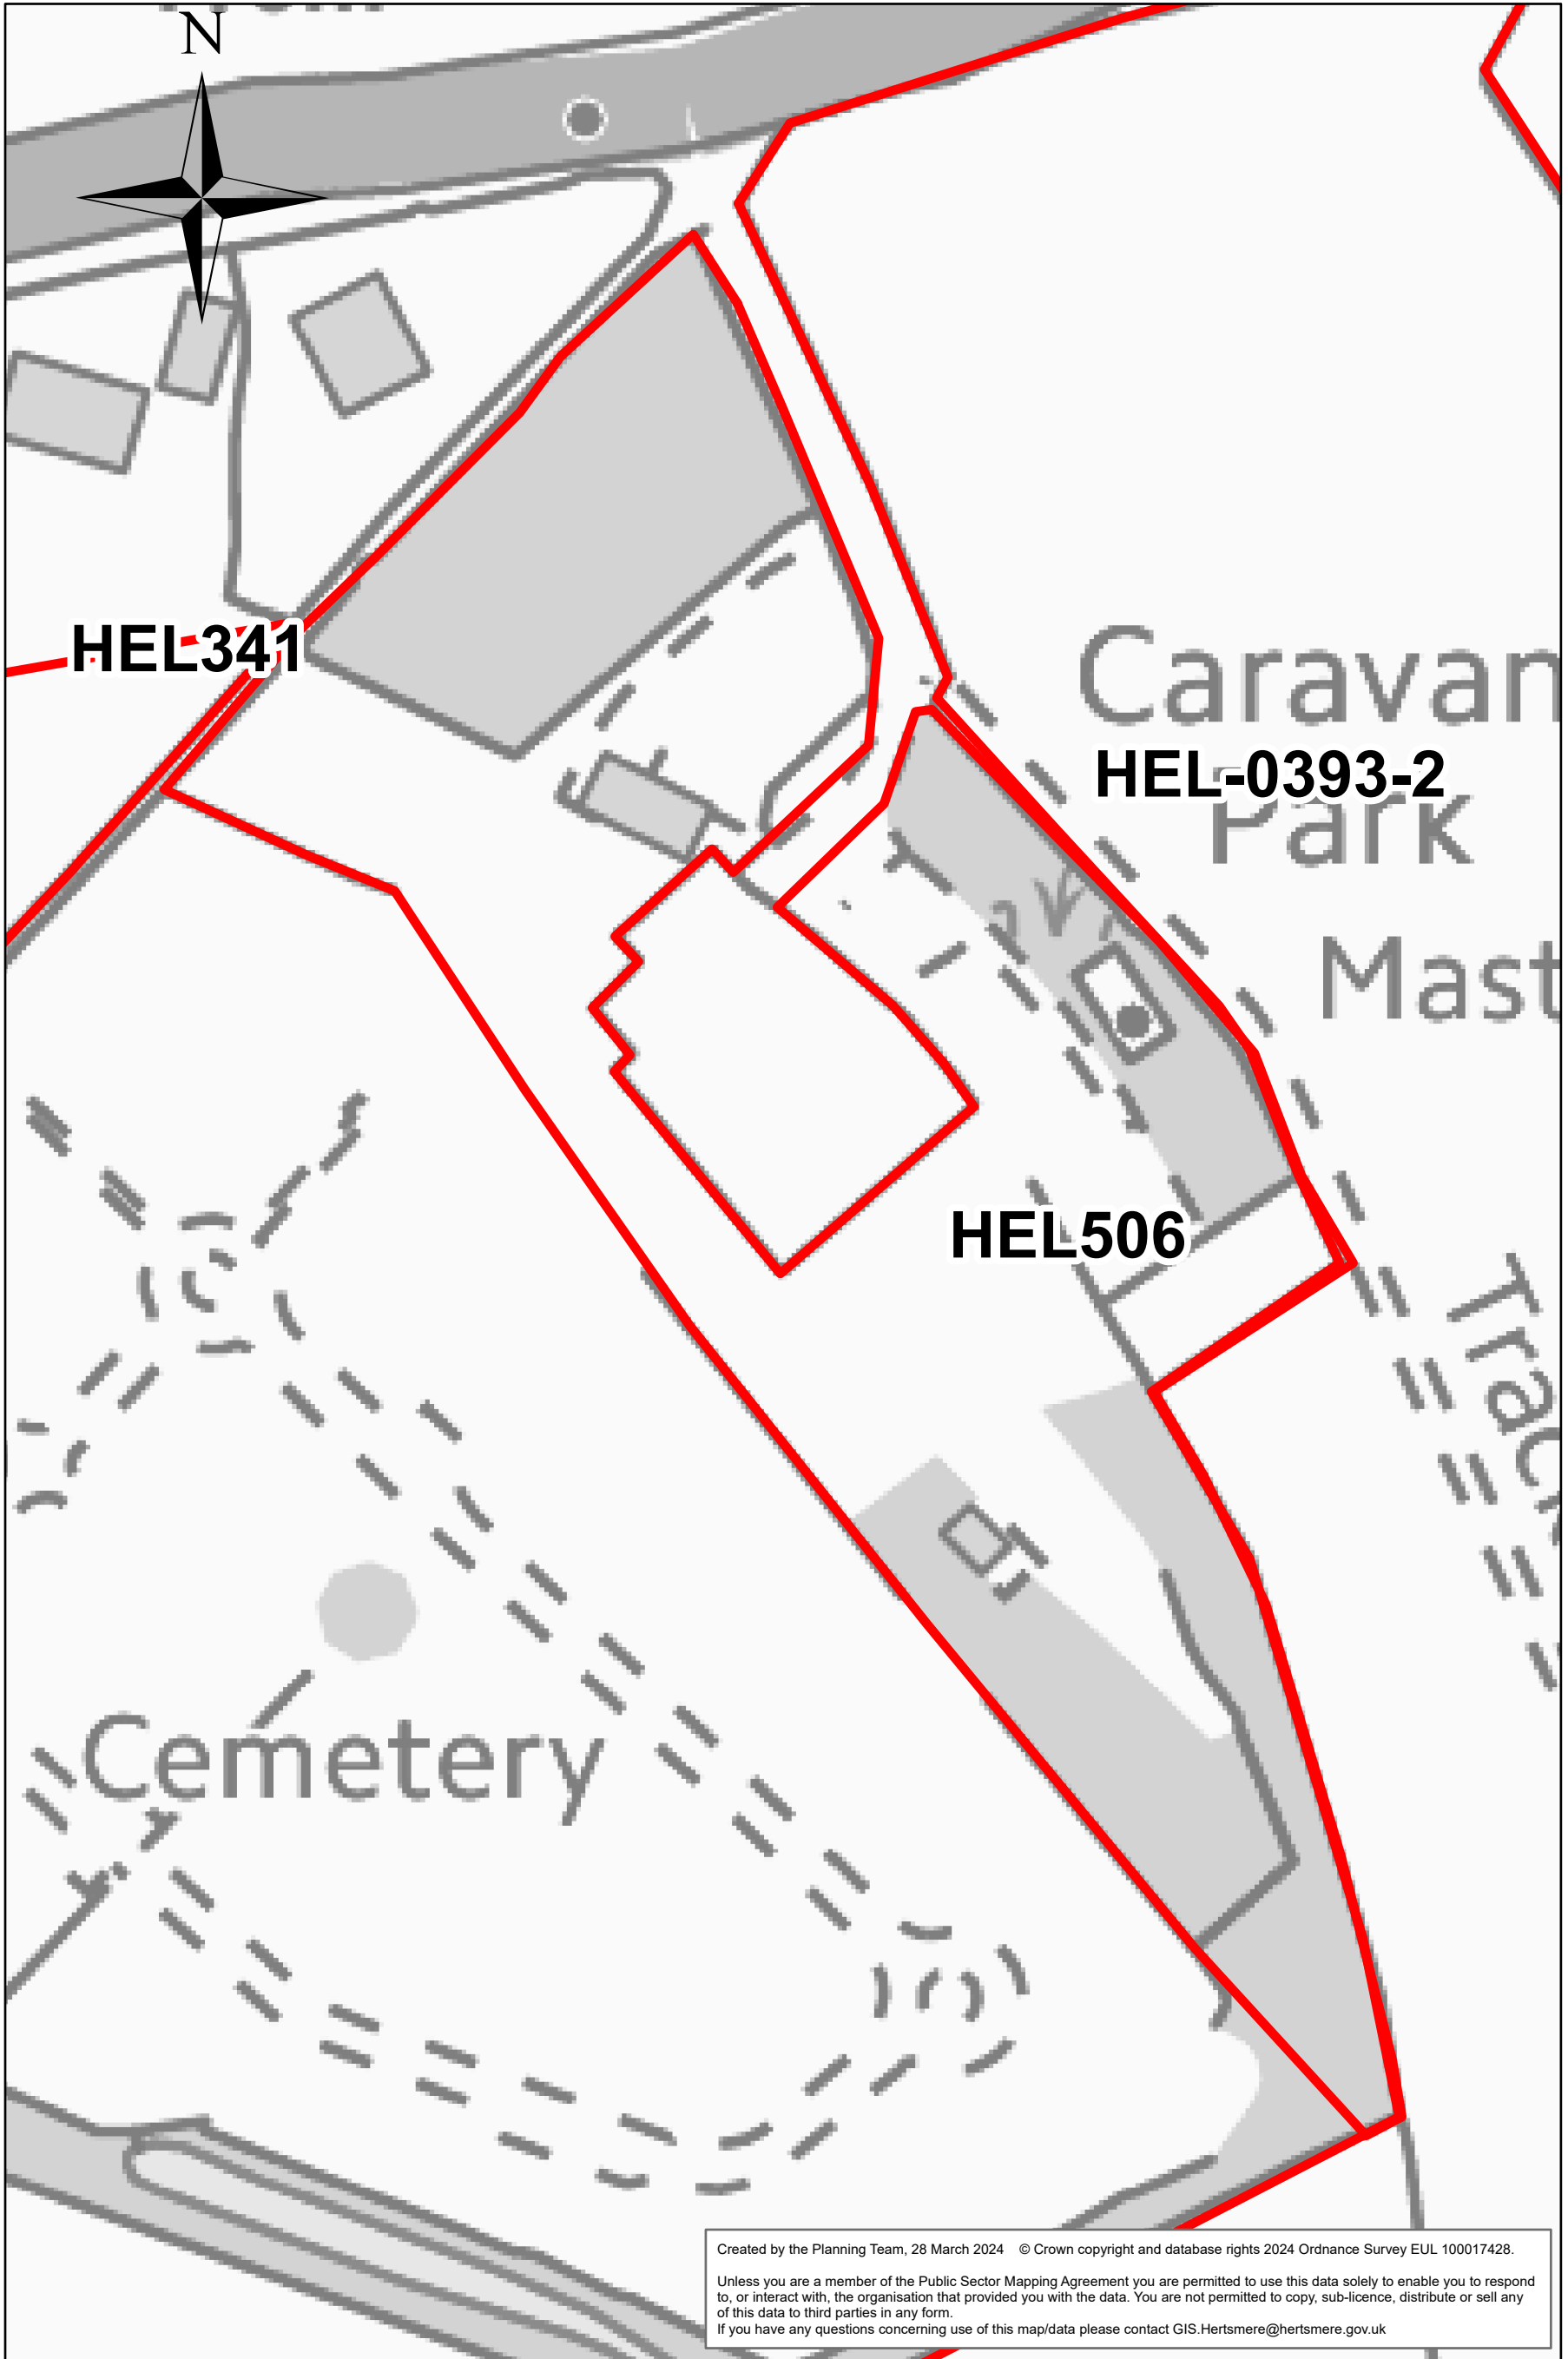 N
HEL341
Caravan
HEL-0393-2
Park
Mast
HEL506
Cemetery
Created by the Planning Team, 28 March 2024 © Crown copyright and database rights 2024 Ordnance Survey EUL 100017428.
Unless you are a member of the Public Sector Mapping Agreement you are permitted to use this data solely to enable you to respond
to, or interact with, the organisation that provided you with the data. You are not permitted to copy, sub-licence, distribute or sell any
of this data to third parties in any form.
If you have any questions concerning use of this map/data please contact GIS.Hertsmere@hertsmere.gov.uk